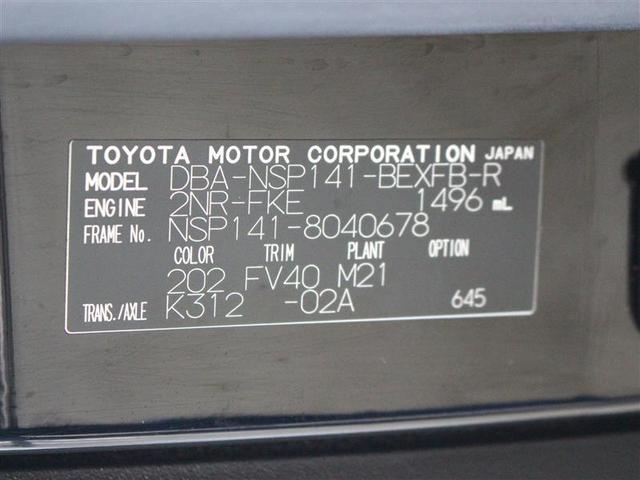 TOYOTA MOTOR CORPORATION JAPAN
MODEL DBA-NSP141-BEXFB-R
ENGINE 2NR-FKE 1496 mL
FRAME No. NSP141-8040678
COLOR TRIM PLANT OPTION
202 FV40 M21
TRANS./AXLE K312 -02A 645